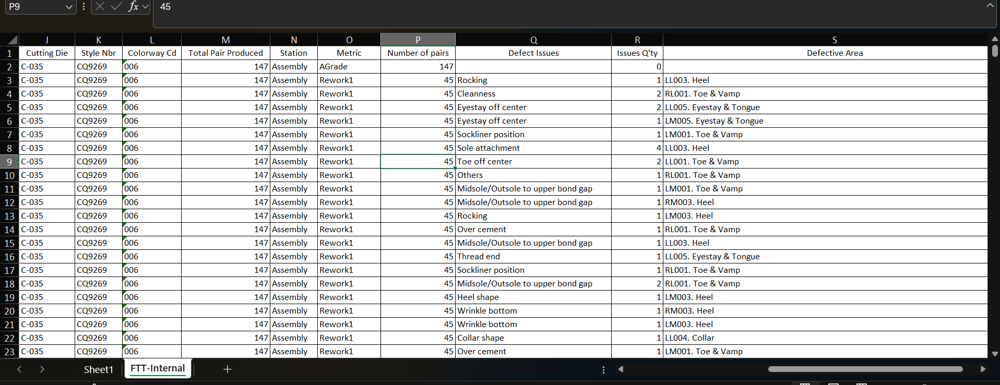 P9 fx 45
J K L M N O P Q R S
1 Cutting Die Style Nbr Colorway Cd Total Pair Produced Station Metric Number of pairs Defect Issues Issues Q'ty Defective Area
2 C-035 CQ9269 006 147 Assembly AGrade 147 0
3 C-035 CQ9269 006 147 Assembly Rework1 45 Rocking 1 LL003. Heel
4 C-035 CQ9269 006 147 Assembly Rework1 45 Cleanness 2 RL001. Toe & Vamp
5 C-035 CQ9269 006 147 Assembly Rework1 45 Eyestay off center 2 LL005. Eyestay & Tongue
6 C-035 CQ9269 006 147 Assembly Rework1 45 Eyestay off center 1 LM005. Eyestay & Tongue
7 C-035 CQ9269 006 147 Assembly Rework1 45 Sockliner position 1 LM001. Toe & Vamp
8 C-035 CQ9269 006 147 Assembly Rework1 45 Sole attachment 4 LL003. Heel
9 C-035 CQ9269 006 147 Assembly Rework1 45 Toe off center 2 LL001. Toe & Vamp
10 C-035 CQ9269 006 147 Assembly Rework1 45 Others 1 RL001. Toe & Vamp
11 C-035 CQ9269 006 147 Assembly Rework1 45 Midsole/Outsole to upper bond gap 1 LM001. Toe & Vamp
12 C-035 CQ9269 006 147 Assembly Rework1 45 Midsole/Outsole to upper bond gap 1 RM003. Heel
13 C-035 CQ9269 006 147 Assembly Rework1 45 Rocking 1 LM003. Heel
14 C-035 CQ9269 006 147 Assembly Rework1 45 Over cement 1 RL001. Toe & Vamp
15 C-035 CQ9269 006 147 Assembly Rework1 45 Midsole/Outsole to upper bond gap 1 LL003. Heel
16 C-035 CQ9269 006 147 Assembly Rework1 45 Thread end 1 LL005. Eyestay & Tongue
17 C-035 CQ9269 006 147 Assembly Rework1 45 Sockliner position 1 RL001. Toe & Vamp
18 C-035 CQ9269 006 147 Assembly Rework1 45 Midsole/Outsole to upper bond gap 2 RL001. Toe & Vamp
19 C-035 CQ9269 006 147 Assembly Rework1 45 Heel shape 1 LM003. Heel
20 C-035 CQ9269 006 147 Assembly Rework1 45 Wrinkle bottom 1 RM003. Heel
21 C-035 CQ9269 006 147 Assembly Rework1 45 Wrinkle bottom 1 LM003. Heel
22 C-035 CQ9269 006 147 Assembly Rework1 45 Collar shape 1 LL004. Collar
23 C-035 CQ9269 006 147 Assembly Rework1 45 Over cement 1 LM001. Toe & Vamp
Sheet1 FTT-Internal